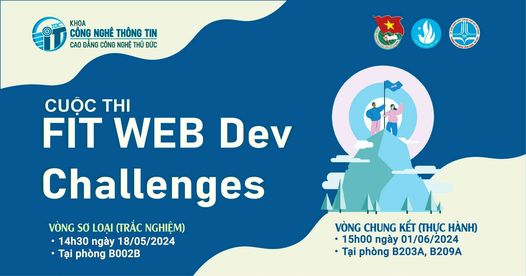 KHOA
CÔNG NGHỆ THÔNG TIN
CAO ĐẲNG CÔNG NGHỆ THỦ ĐỨC
CUỘC THI
FIT WEB Dev
Challenges
VÒNG SƠ LOẠI (TRẮC NGHIỆM)
• 14h30 ngày 18/05/2024
• Tại phòng B002B
VÒNG CHUNG KẾT (THỰC HÀNH)
• 15h00 ngày 01/06/2024
• Tại phòng B203A, B209A